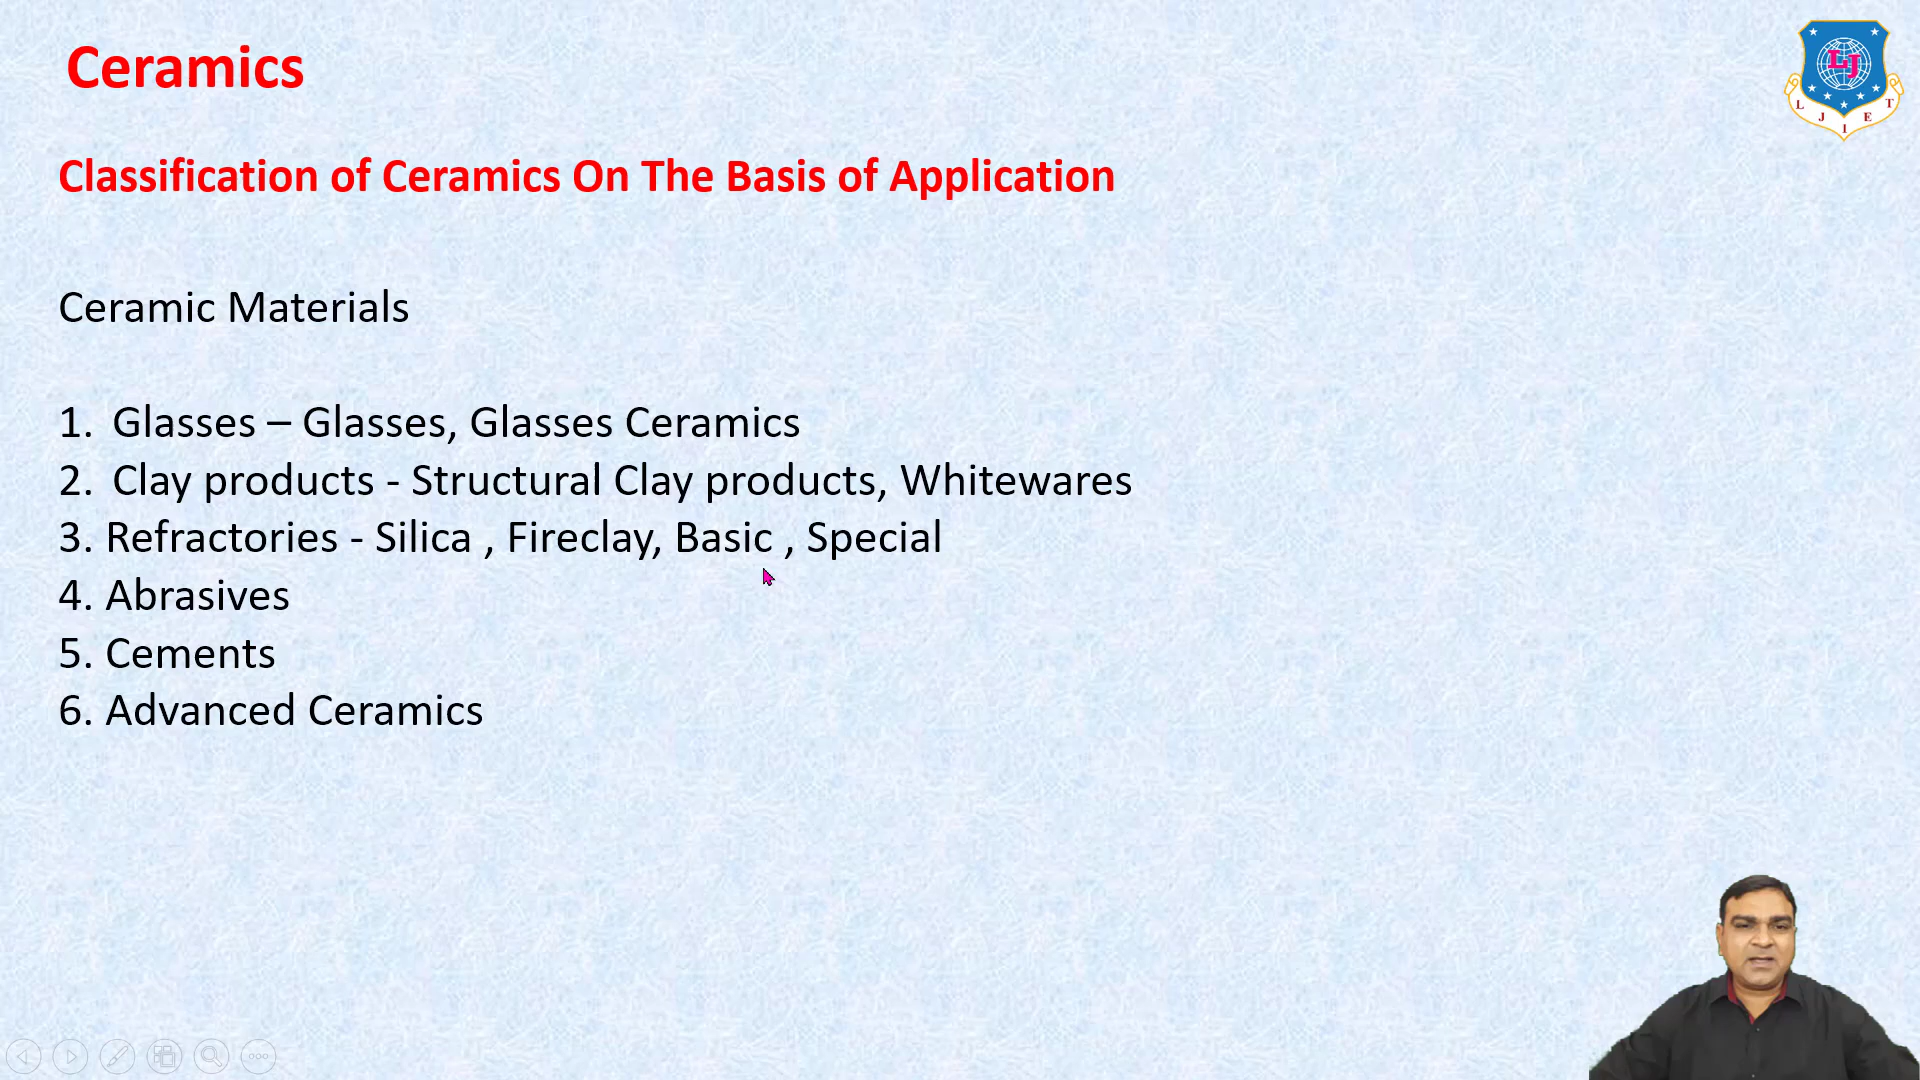 Ceramics
LJ
L J I E T
Classification of Ceramics On The Basis of Application
Ceramic Materials
1. Glasses – Glasses, Glasses Ceramics
2. Clay products - Structural Clay products, Whitewares
3. Refractories - Silica , Fireclay, Basic , Special
4. Abrasives
5. Cements
6. Advanced Ceramics